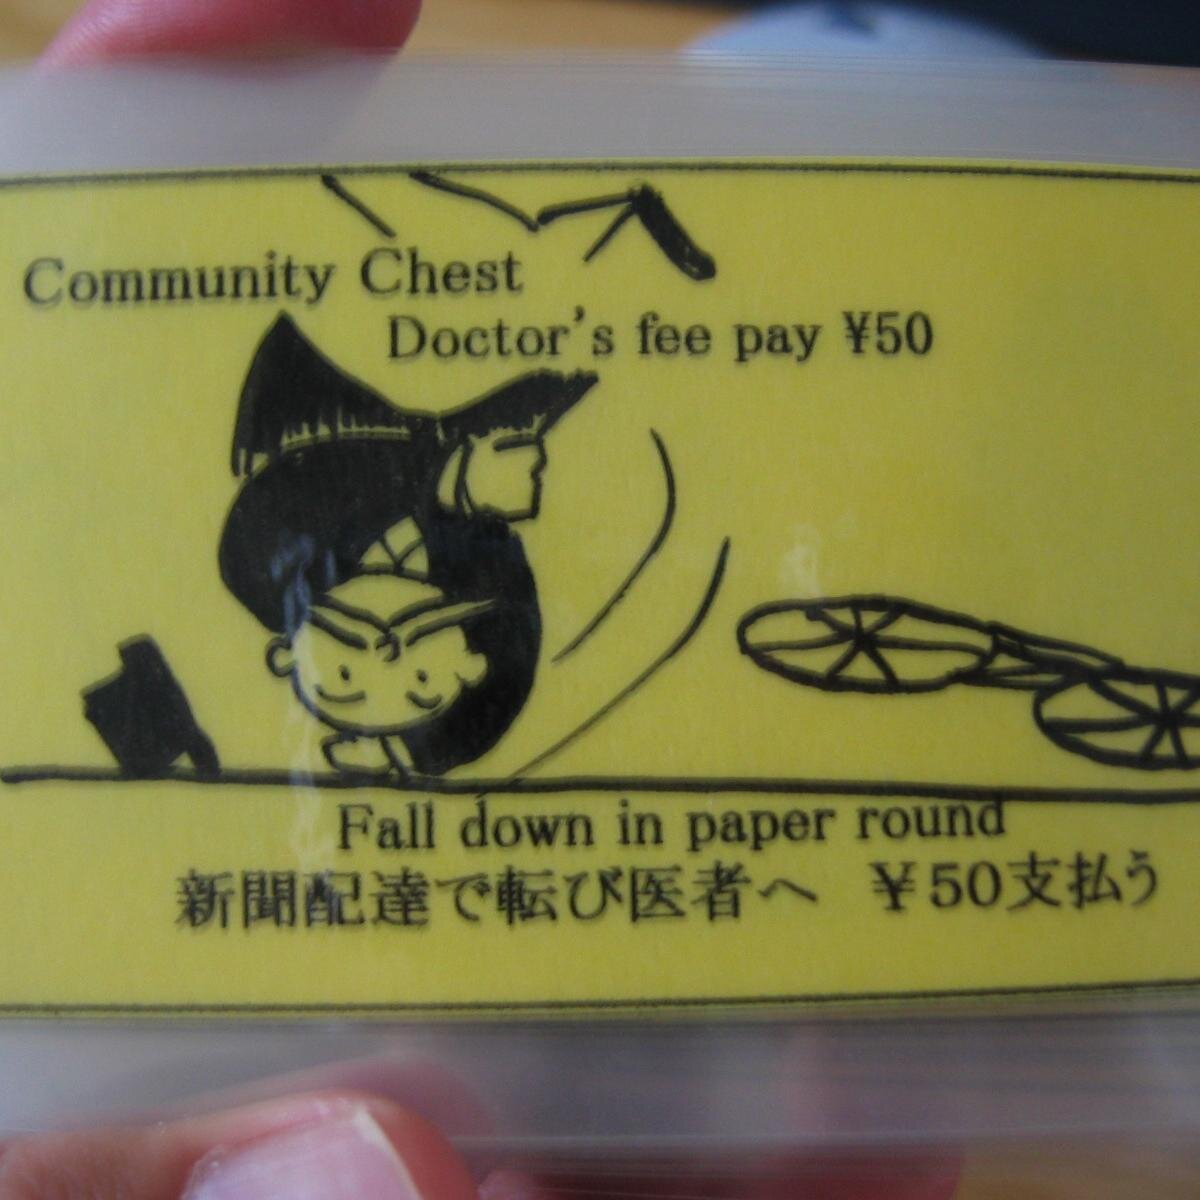 Community Chest
Doctor's fee pay ¥50
Fall down in paper round
新聞配達で転び医者へ ￥50支払う